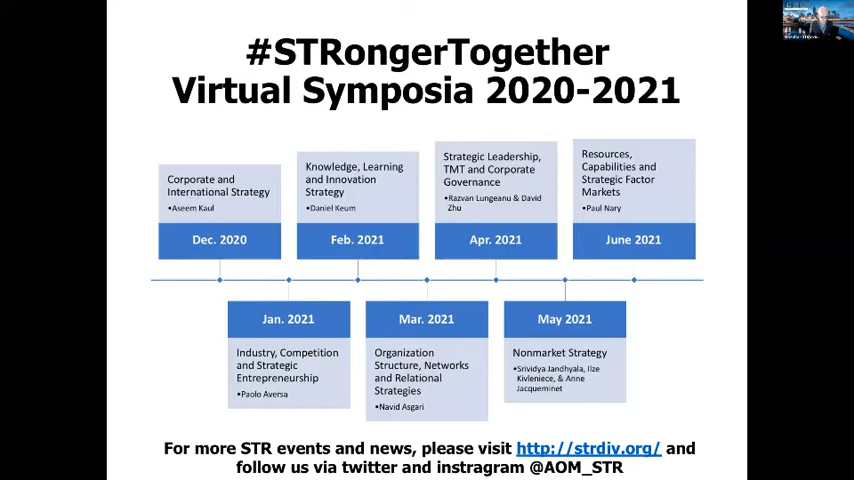 #STRongerTogether
Virtual Symposia 2020-2021
Corporate and
International Strategy
•Aseem Kaul
Dec. 2020
Knowledge, Learning
and Innovation
Strategy
•Daniel Keum
Feb. 2021
Strategic Leadership,
TMT and Corporate
Governance
•Razvan Lungeanu & David
Zhu
Apr. 2021
Resources,
Capabilities and
Strategic Factor
Markets
•Paul Nary
June 2021
Jan. 2021
Industry, Competition
and Strategic
Entrepreneurship
•Paolo Aversa
Mar. 2021
Organization
Structure, Networks
and Relational
Strategies
•Navid Asgari
May 2021
Nonmarket Strategy
•Srividya Jandhyala, Ilze
Kivleniece, & Anne
Jacqueminet
For more STR events and news, please visit http://strdiv.org/ and
follow us via twitter and instragram @AOM_STR